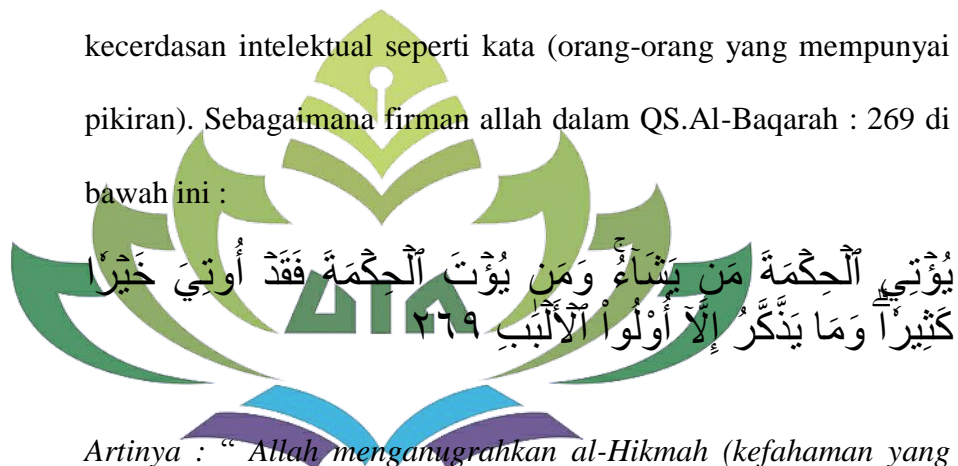 kecerdasan intelektual seperti kata (orang-orang yang mempunyai
pikiran). Sebagaimana firman allah dalam QS.Al-Baqarah : 269 di
bawah ini :
يُؤۡتِي ٱلۡحِكۡمَةَ مَن يَشَآءُۚ وَمَن يُؤۡتَ ٱلۡحِكۡمَةَ فَقَدۡ أُوتِيَ خَيۡرٗا
كَثِيرٗاۗ وَمَا يَذَّكَّرُ إِلَّآ أُوْلُواْ ٱلۡأَلۡبَٰبِ ٢٦٩
Artinya : “ Allah menganugrahkan al-Hikmah (kefahaman yang